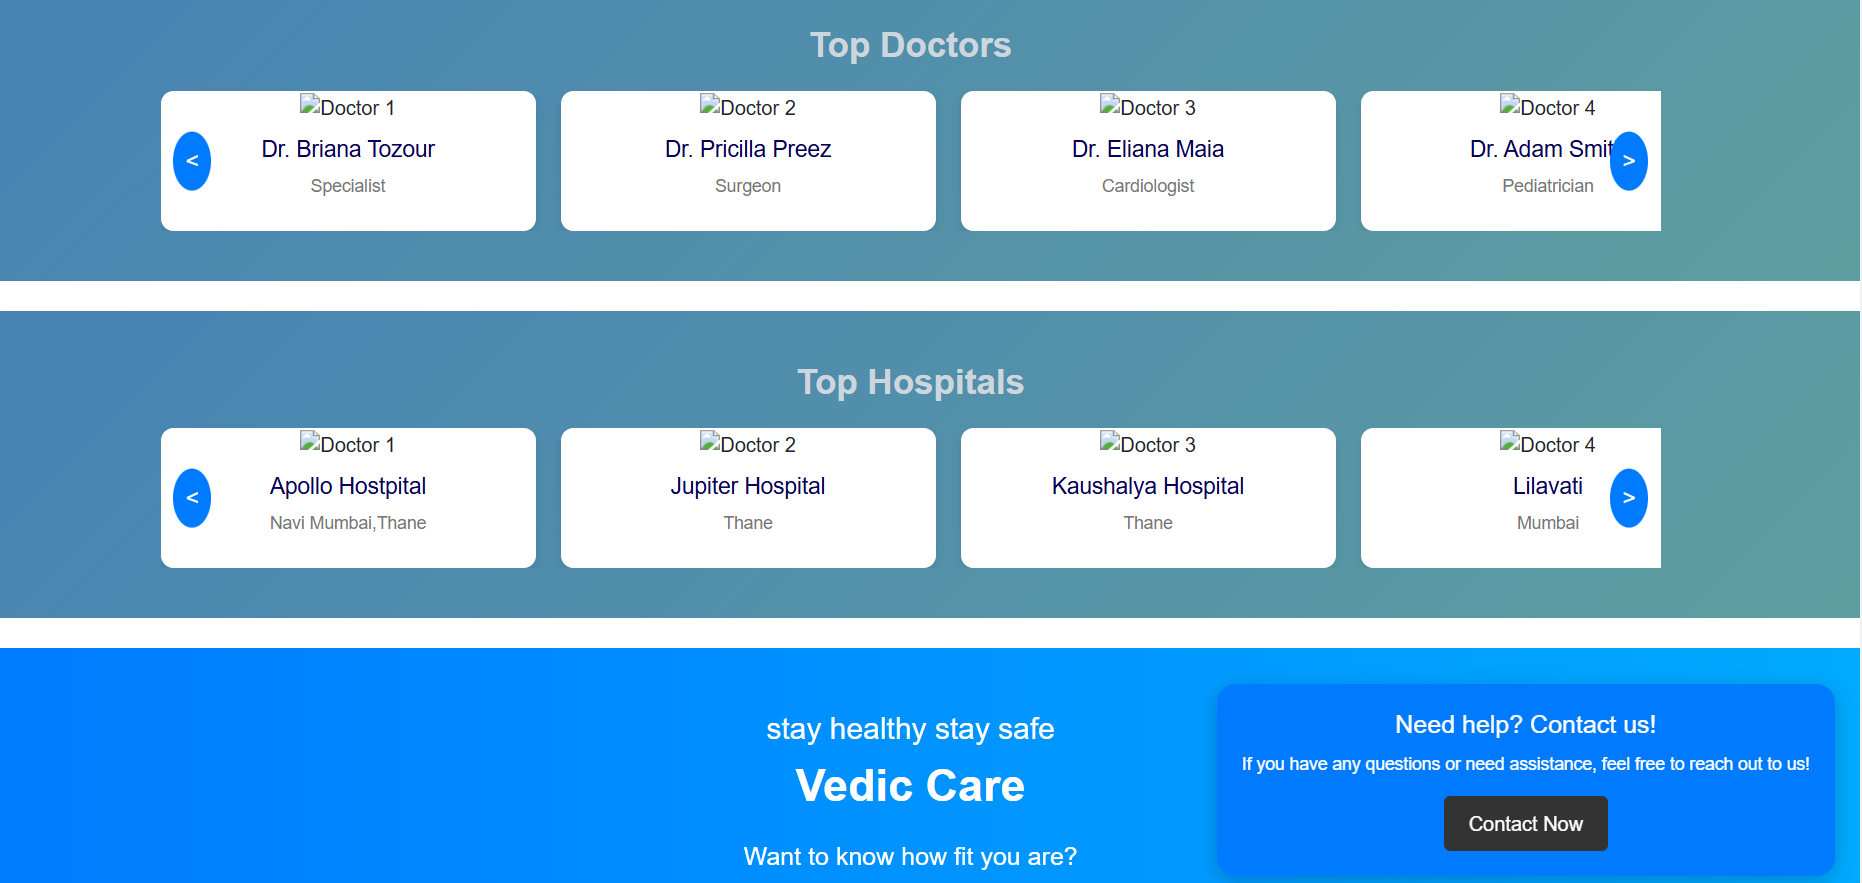 Top Doctors
Doctor 1 Doctor 2 Doctor 3 Doctor 4
< Dr. Briana Tozour Dr. Pricilla Preez Dr. Eliana Maia Dr. Adam Smit >
Specialist Surgeon Cardiologist Pediatrician
Top Hospitals
Doctor 1 Doctor 2 Doctor 3 Doctor 4
< Apollo Hostpital Jupiter Hospital Kaushalya Hospital Lilavati >
Navi Mumbai,Thane Thane Thane Mumbai
stay healthy stay safe
Vedic Care
Want to know how fit you are?
Need help? Contact us!
If you have any questions or need assistance, feel free to reach out to us!
Contact Now